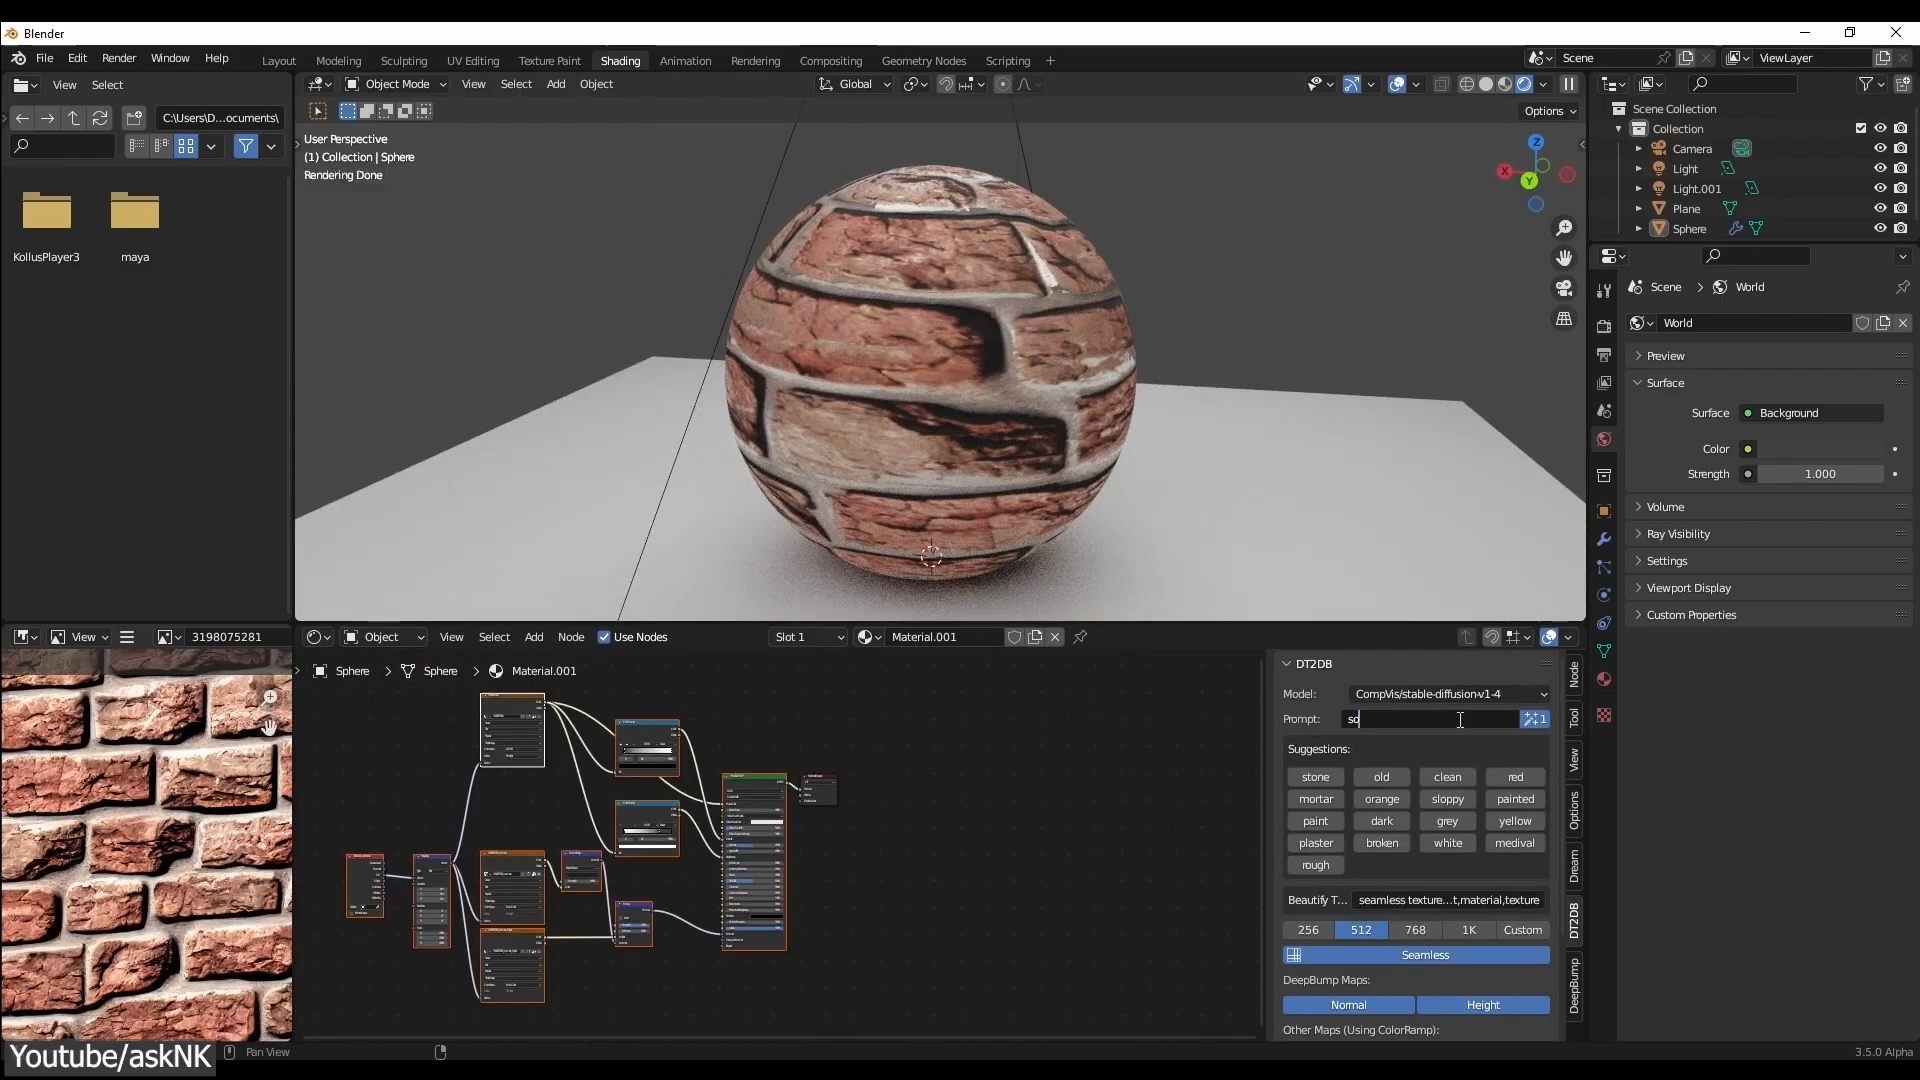 Blender
File Edit Render Window Help
Layout Modeling Sculpting UV Editing Texture Paint Shading Animation Rendering Compositing Geometry Nodes Scripting +
Scene
ViewLayer
View Select
C:\Users\D...ocuments\
KollusPlayer3
maya
Object Mode View Select Add Object
Global
Options
User Perspective
(1) Collection | Sphere
Rendering Done
Z
X
Y
Scene Collection
Collection
Camera
Light
Light.001
Plane
Sphere
Scene > World
World
Preview
Surface
Surface Background
Color
Strength 1.000
Volume
Ray Visibility
Settings
Viewport Display
Custom Properties
View
3198075281
Object View Select Add Node Use Nodes
Slot 1
Material.001
Sphere > Sphere > Material.001
DT2DB
Model: CompVis/stable-diffusion-v1-4
Prompt: so
1
Suggestions:
stone old clean red
mortar orange sloppy painted
paint dark grey yellow
plaster broken white medival
rough
Beautify T... seamless texture...t,material,texture
256 512 768 1K Custom
Seamless
DeepBump Maps:
Normal Height
Other Maps (Using ColorRamp):
Node
Tool
View
Options
Dream
DT2DB
DeepBump
Youtube/askNK
Pan View
3.5.0 Alpha